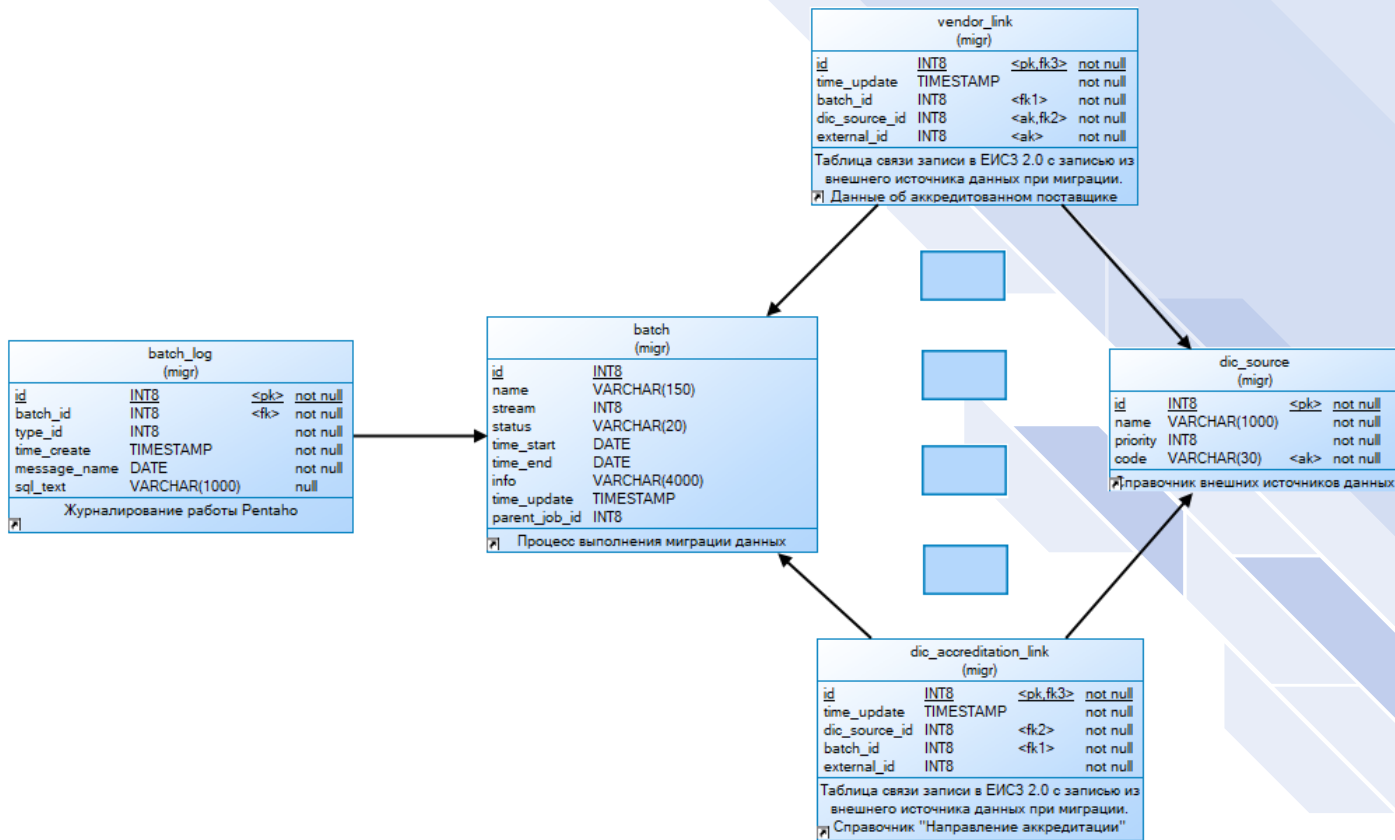 vendor_link
(migr)
id INT8 <pk,fk3> not null
time_update TIMESTAMP not null
batch_id INT8 <fk1> not null
dic_source_id INT8 <ak,fk2> not null
external_id INT8 <ak> not null
Таблица связи записи в ЕИСЗ 2.0 с записью из
внешнего источника данных при миграции.
Данные об аккредитованном поставщике
batch_log
(migr)
id INT8 <pk> not null
batch_id INT8 <fk> not null
type_id INT8 not null
time_create TIMESTAMP not null
message_name DATE not null
sql_text VARCHAR(1000) null
Журналирование работы Pentaho
batch
(migr)
id INT8
name VARCHAR(150)
stream INT8
status VARCHAR(20)
time_start DATE
time_end DATE
info VARCHAR(4000)
time_update TIMESTAMP
parent_job_id INT8
Процесс выполнения миграции данных
dic_source
(migr)
id INT8 <pk> not null
name VARCHAR(1000) not null
priority INT8 not null
code VARCHAR(30) <ak> not null
Справочник внешних источников данных
dic_accreditation_link
(migr)
id INT8 <pk,fk3> not null
time_update TIMESTAMP not null
dic_source_id INT8 <fk2> not null
batch_id INT8 <fk1> not null
external_id INT8 not null
Таблица связи записи в ЕИСЗ 2.0 с записью из
внешнего источника данных при миграции.
Справочник "Направление аккредитации"